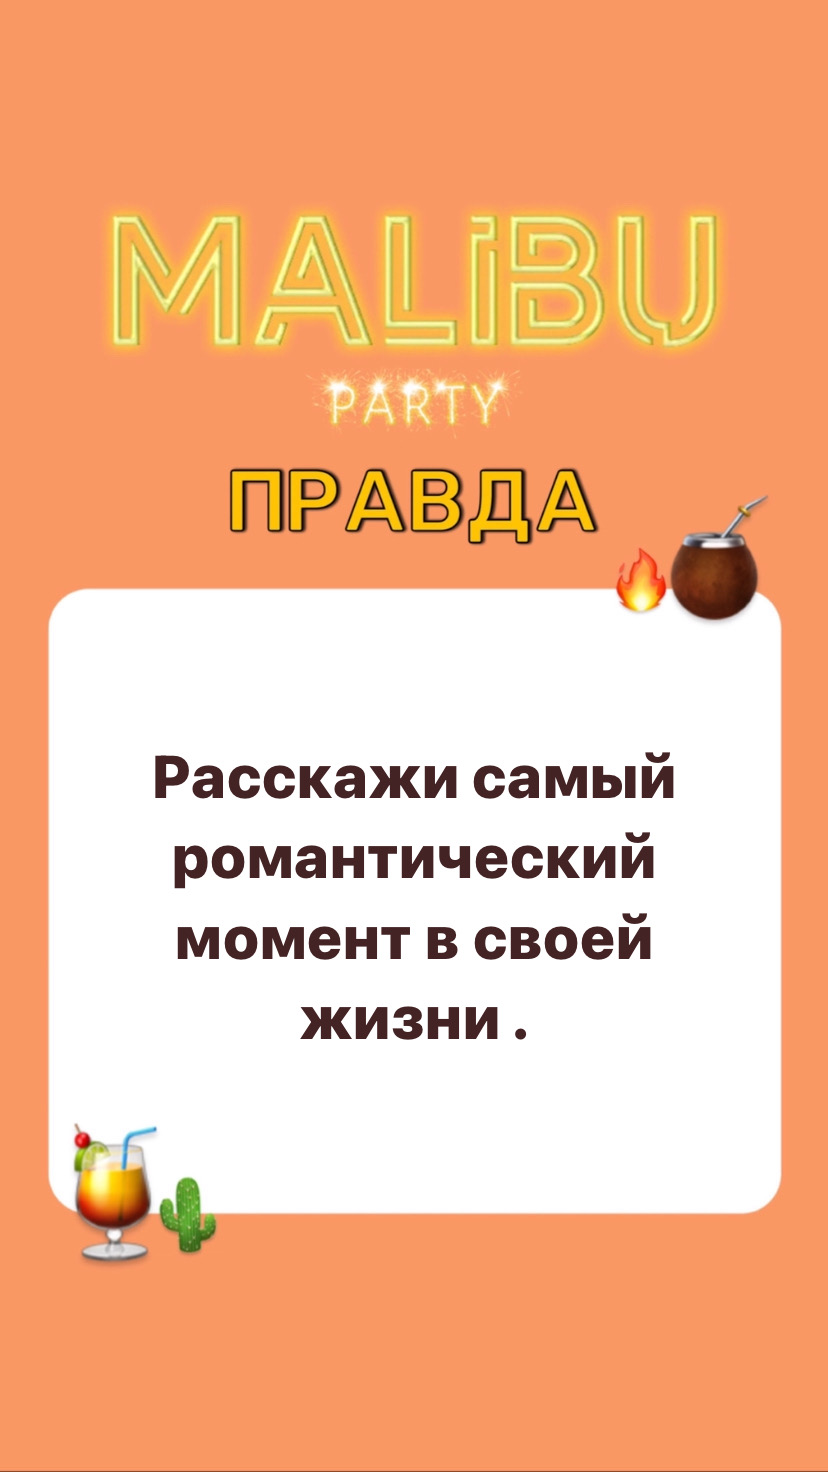 MALiBU
PARTY
ПРАВДА
Расскажи самый
романтический
момент в своей
жизни .